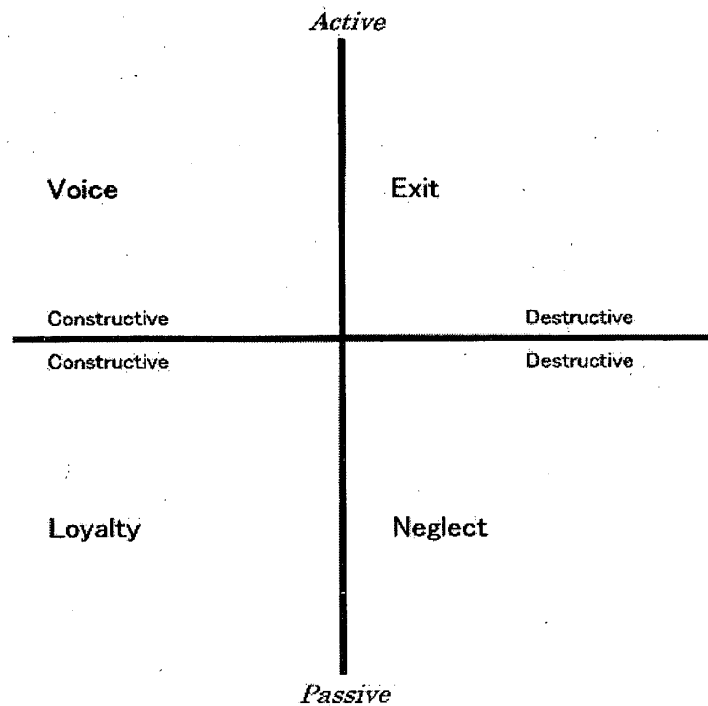 Active
Voice Exit
Constructive Destructive
Constructive Destructive
Loyalty Neglect
Passive